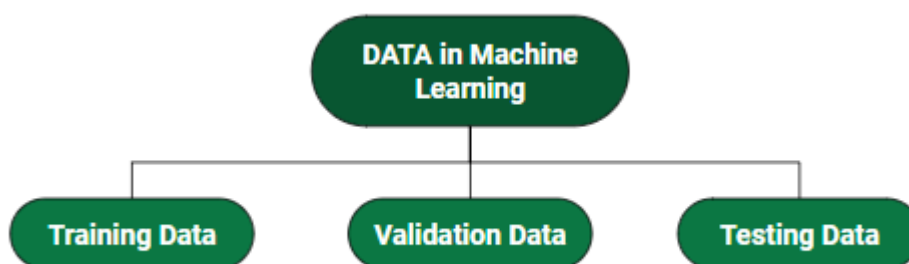 DATA in Machine
Learning
Training Data
Validation Data
Testing Data